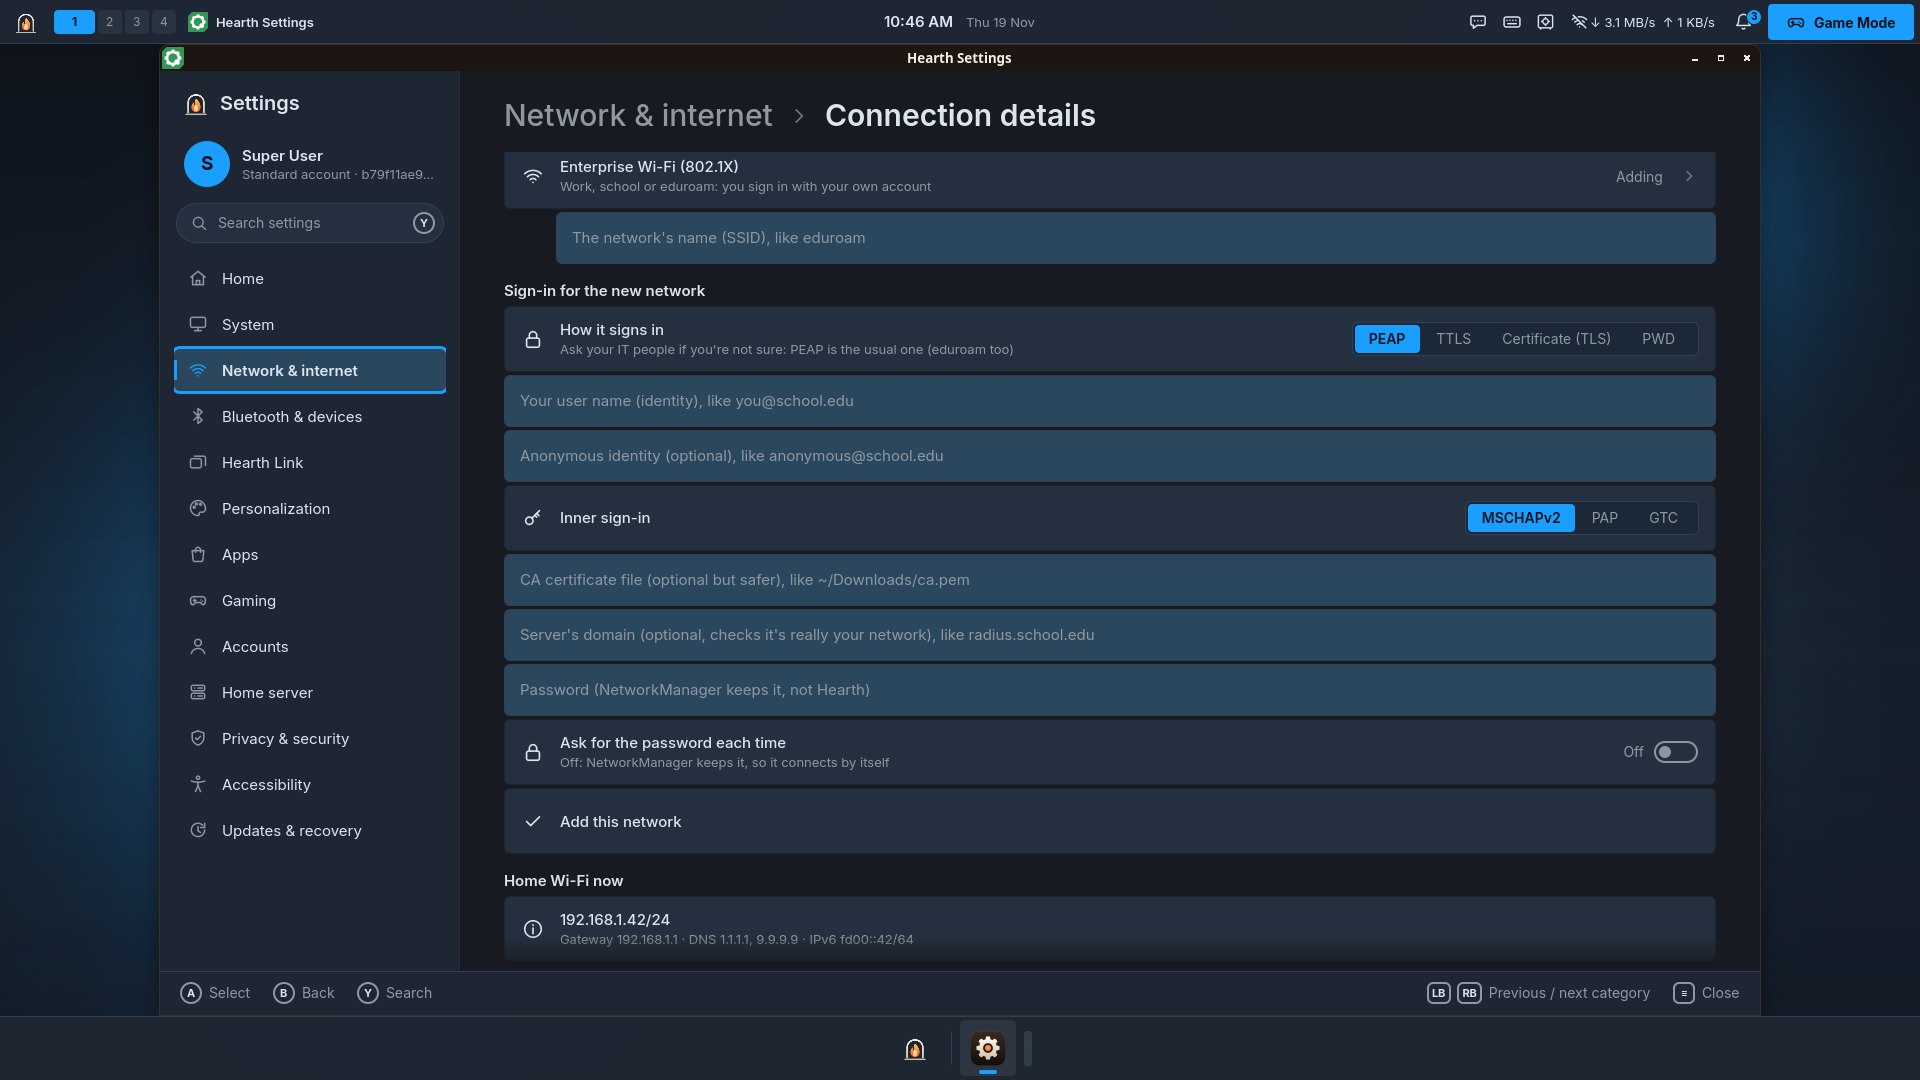 1 2 3 4 Hearth Settings 10:46 AM Thu 19 Nov ↓ 3.1 MB/s ↑ 1 KB/s 3 Game Mode
Hearth Settings
Settings
S Super User
Standard account · b79f11ae9...
Search settings Y
Home
System
Network & internet
Bluetooth & devices
Hearth Link
Personalization
Apps
Gaming
Accounts
Home server
Privacy & security
Accessibility
Updates & recovery
Network & internet > Connection details
Enterprise Wi-Fi (802.1X)
Work, school or eduroam: you sign in with your own account
Adding
The network's name (SSID), like eduroam
Sign-in for the new network
How it signs in
Ask your IT people if you're not sure: PEAP is the usual one (eduroam too)
PEAP TTLS Certificate (TLS) PWD
Your user name (identity), like you@school.edu
Anonymous identity (optional), like anonymous@school.edu
Inner sign-in MSCHAPv2 PAP GTC
CA certificate file (optional but safer), like ~/Downloads/ca.pem
Server's domain (optional, checks it's really your network), like radius.school.edu
Password (NetworkManager keeps it, not Hearth)
Ask for the password each time
Off: NetworkManager keeps it, so it connects by itself
Off
Add this network
Home Wi-Fi now
192.168.1.42/24
Gateway 192.168.1.1 · DNS 1.1.1.1, 9.9.9.9 · IPv6 fd00::42/64
A Select B Back Y Search LB RB Previous / next category ≡ Close